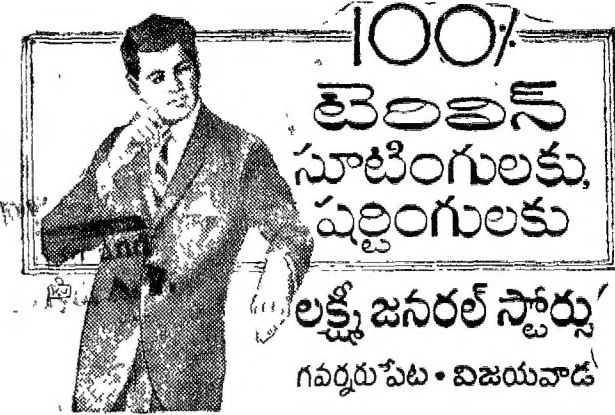 100%
టెరిలిన్
సూటింగులకు,
షర్టింగులకు
లక్ష్మీ జనరల్ స్టోర్సు
గవర్నరుపేట • విజయవాడ